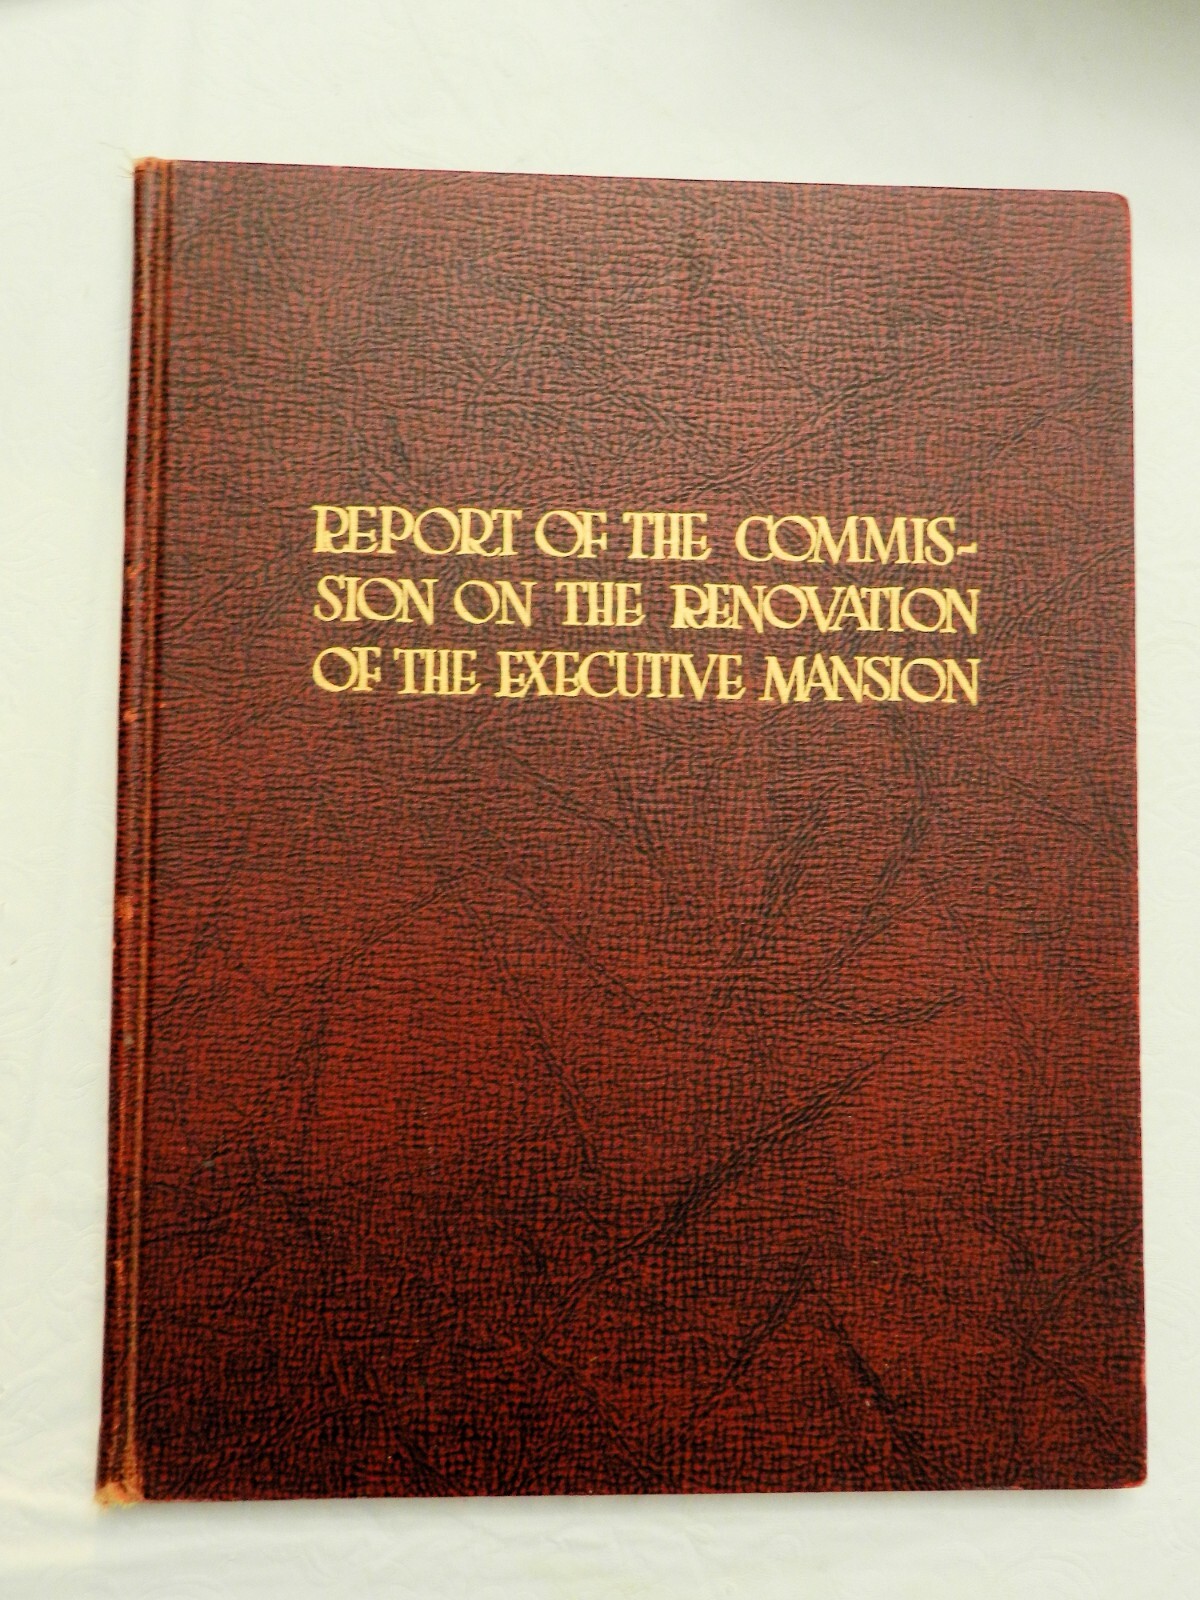 REPORT OF THE COMMIS-
SION ON THE RENOVATION
OF THE EXECUTIVE MANSION